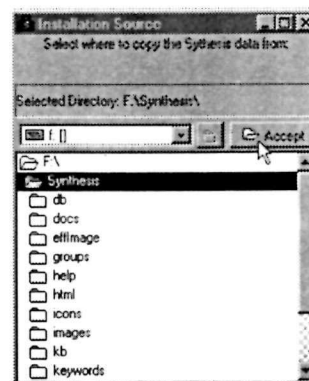 Installation Source
Select where to copy the Sythesis data from:
Selected Directory: F:\Synthesis\
f: []
Accept
F:\
Synthesis
db
docs
effimage
groups
help
html
icons
images
kb
keywords